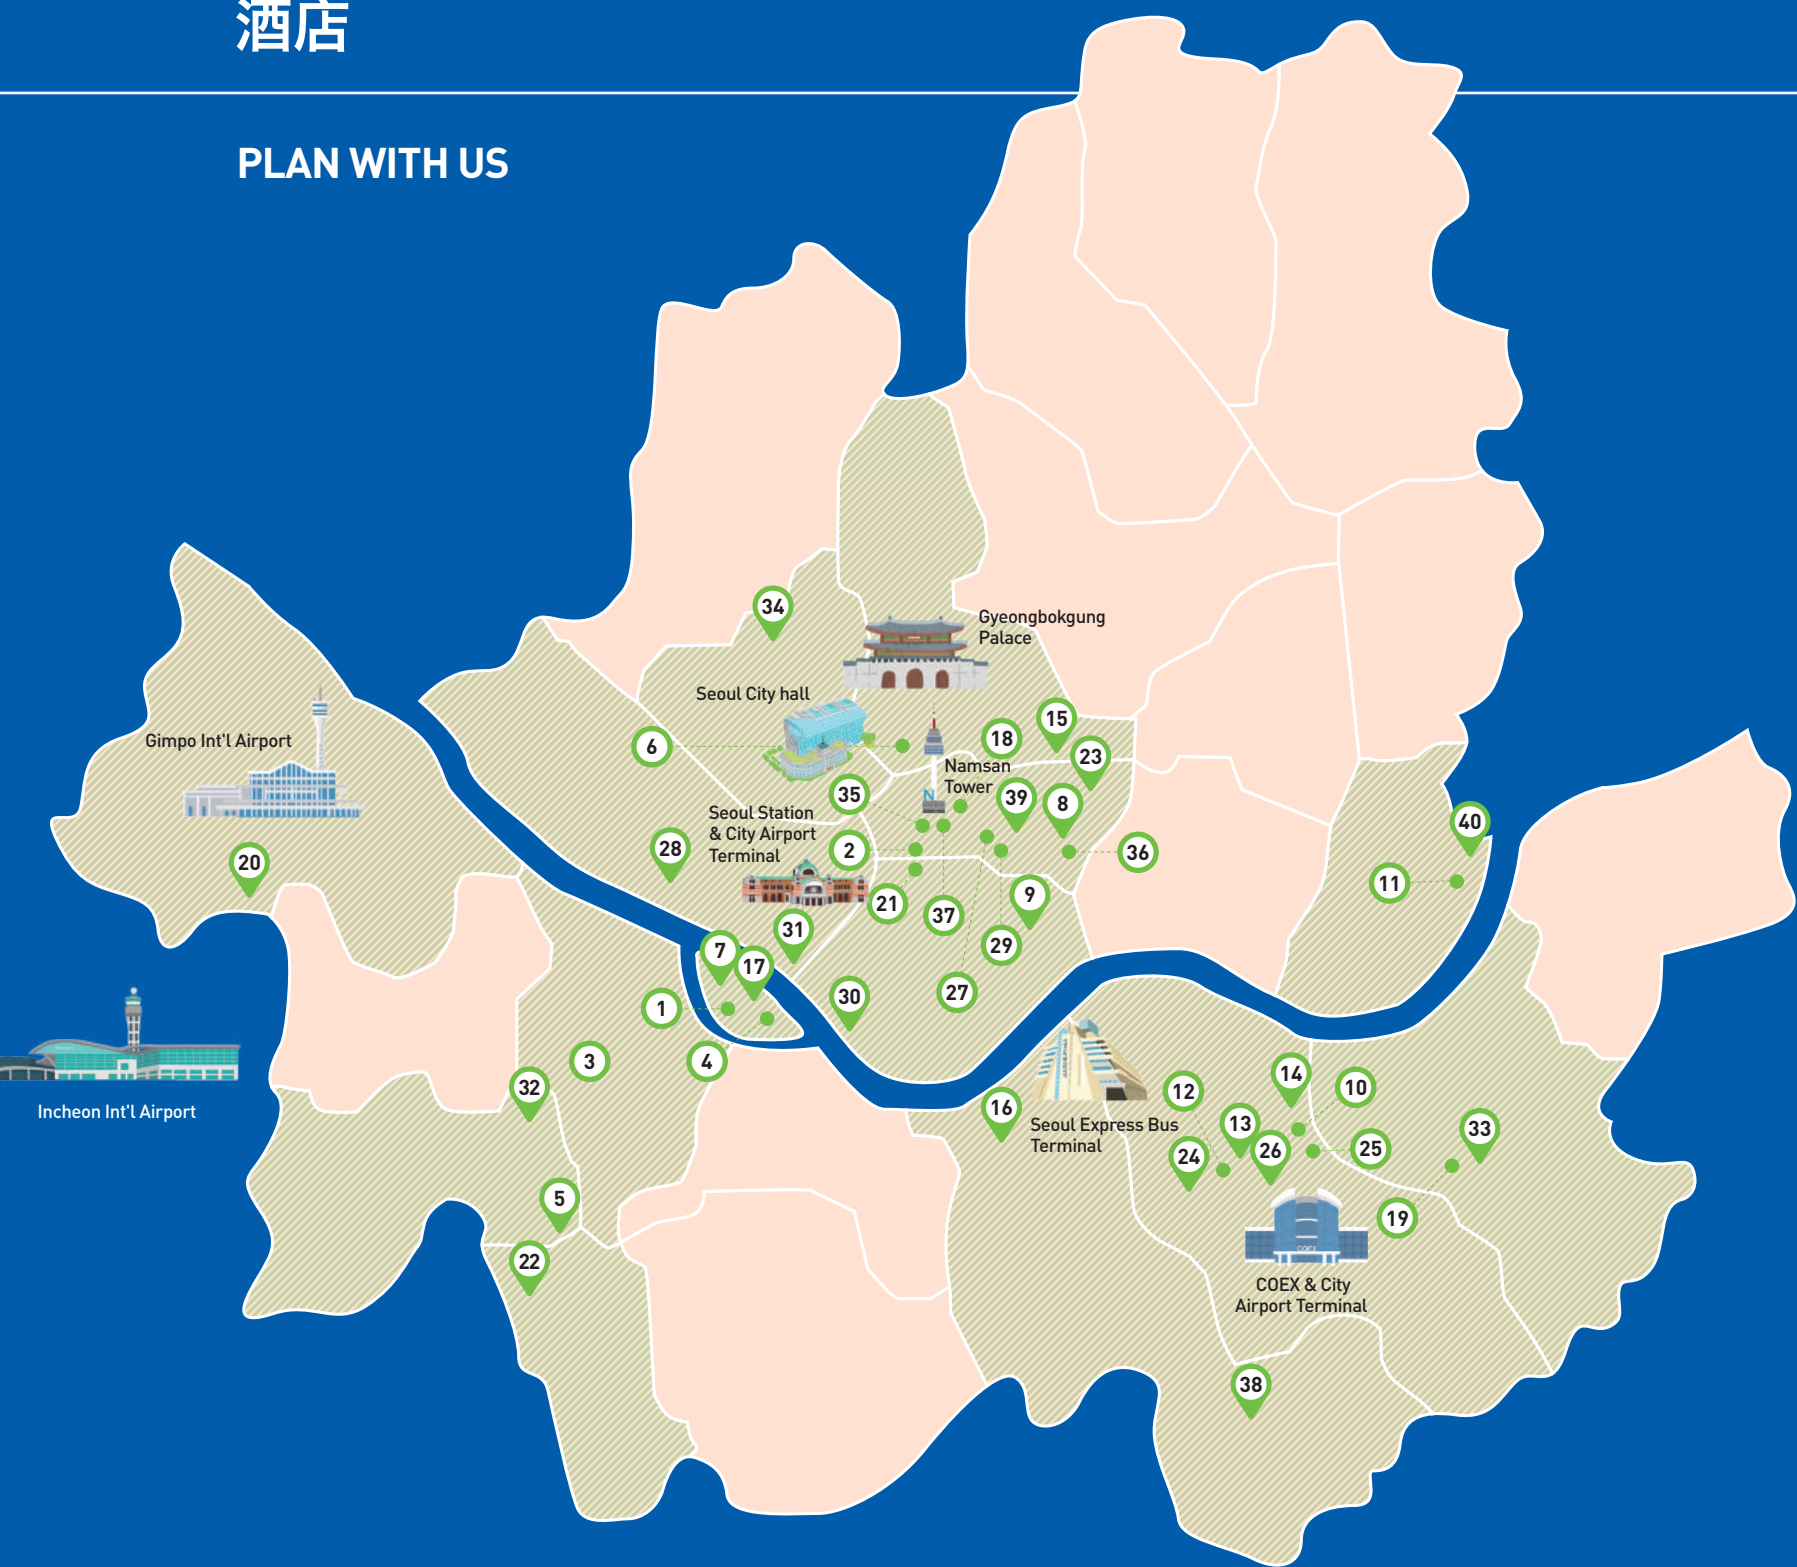 酒店
PLAN WITH US
34
Gyeongbokgung
Palace
Seoul City hall
15
18
6
23
Gimpo Int'l Airport
Namsan
Tower
N
35
39
8
Seoul Station
& City Airport
Terminal
40
28
2
36
20
11
21
9
37
31
29
7
17
27
30
1
3
4
32
Incheon Int'l Airport
14
10
12
16
Seoul Express Bus
Terminal
13
33
26
25
24
5
19
COEX
22
COEX & City
Airport Terminal
38